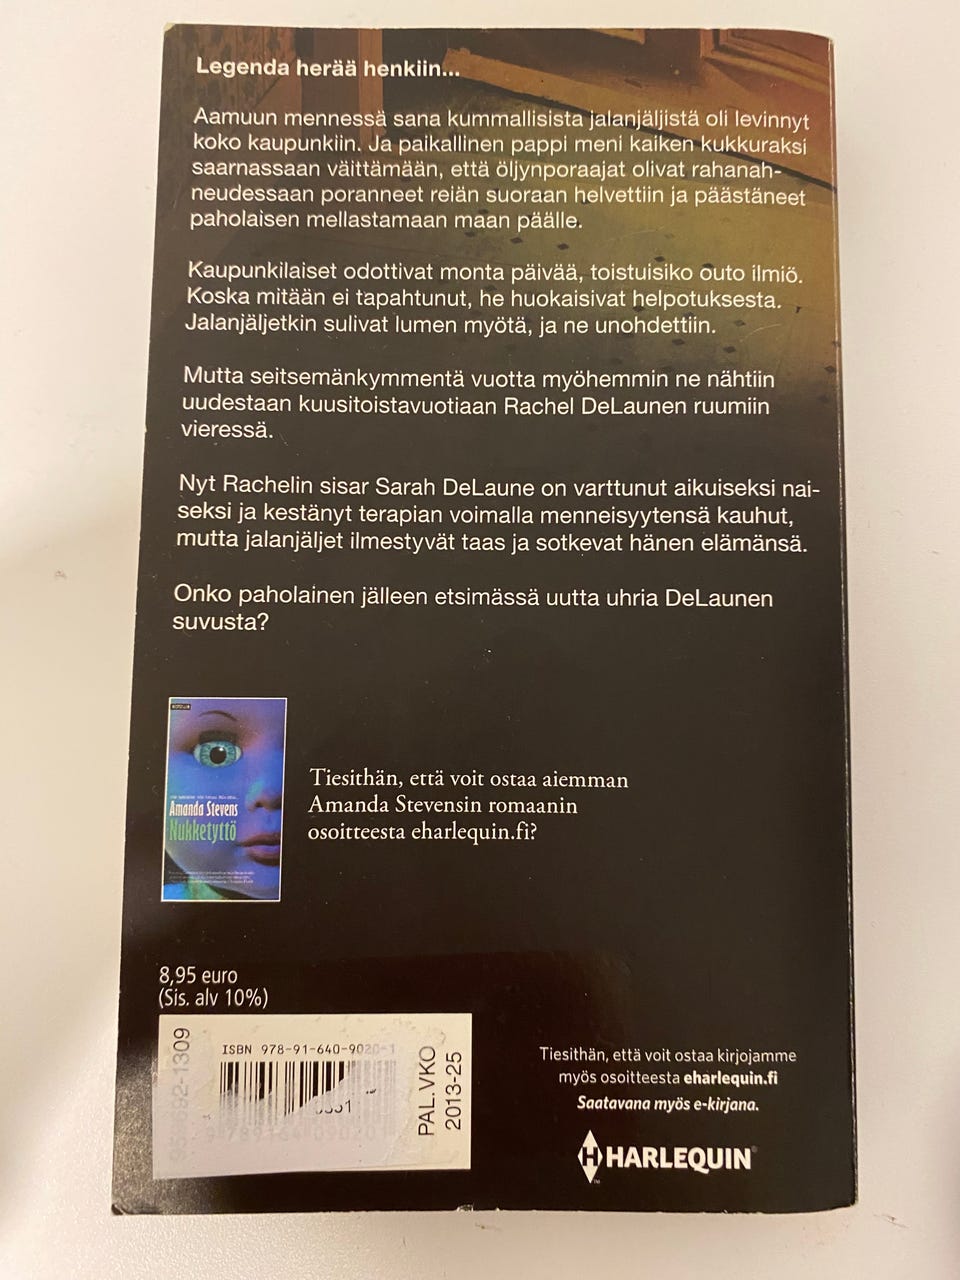 Legenda herää henkiin...
Aamuun mennessä sana kummallisista jalanjäljistä oli levinnyt
koko kaupunkiin. Ja paikallinen pappi meni kaiken kukkuraksi
saarnassaan väittämään, että öljynporaajat olivat rahanah-
neudessaan poranneet reiän suoraan helvettiin ja päästäneet
paholaisen mellastamaan maan päälle.
Kaupunkilaiset odottivat monta päivää, toistuisiko outo ilmiö.
Koska mitään ei tapahtunut, he huokaisivat helpotuksesta.
Jalanjäljetkin sulivat lumen myötä, ja ne unohdettiin.
Mutta seitsemänkymmentä vuotta myöhemmin ne nähtiin
uudestaan kuusitoistavuotiaan Rachel DeLaunen ruumiin
vieressä.
Nyt Rachelin sisar Sarah DeLaune on varttunut aikuiseksi nai-
seksi ja kestänyt terapian voimalla menneisyytensä kauhut,
mutta jalanjäljet ilmestyvät taas ja sotkevat hänen elämänsä.
Onko paholainen jälleen etsimässä uutta uhria DeLaunen
suvusta?
Amanda Stevens
Nukketyttö
Tiesithän, että voit ostaa aiemman
Amanda Stevensin romaanin
osoitteesta eharlequin.fi?
8,95 euro
(Sis. alv 10%)
ISBN 978-91-640-9020-1
PAL.VKO
2013-25
Tiesithän, että voit ostaa kirjojamme
myös osoitteesta eharlequin.fi
Saatavana myös e-kirjana.
HARLEQUIN